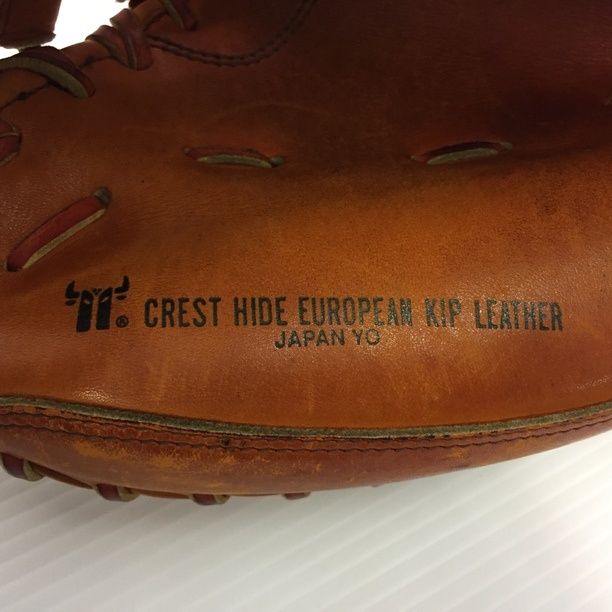 ® CREST HIDE EUROPEAN KIP LEATHER
JAPAN YO